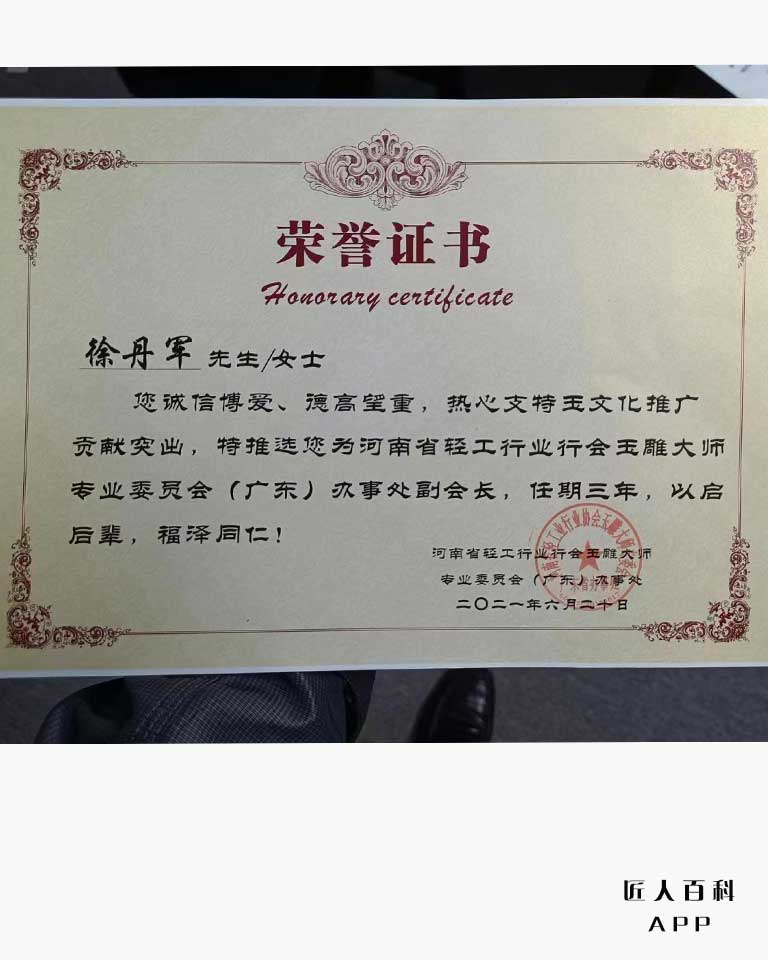 荣誉证书
Honorary certificate
徐丹军 先生/女士
您诚信博爱、德高望重，热心支特玉文化推广
贡献突出，特推选您为河南省轻工行业行会玉雕大师
专业委员会（广东）办事处副会长，任期三年，以启
后辈，福泽同仁！
河南省轻工行业行会玉雕大师
专业委员会（广东）办事处
二〇二一年六月二十日
匠人百科
APP